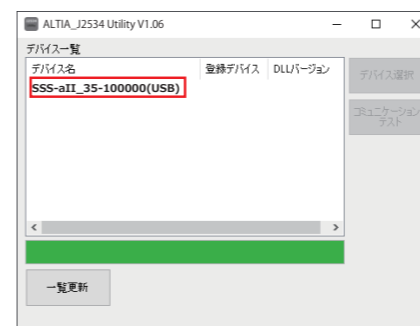 ALTIA_J2534 Utility V1.06
デバイス一覧
デバイス名 登録デバイス DLLバージョン
SSS-aII_35-100000(USB)
デバイス選択
コミュニケーション
テスト
一覧更新